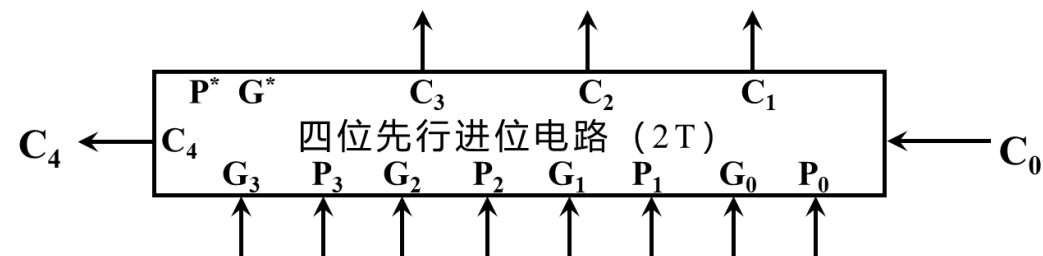 P* G* C₃ C₂ C₁
C₄ C₄ 四位先行进位电路（2T） C₀
G₃ P₃ G₂ P₂ G₁ P₁ G₀ P₀